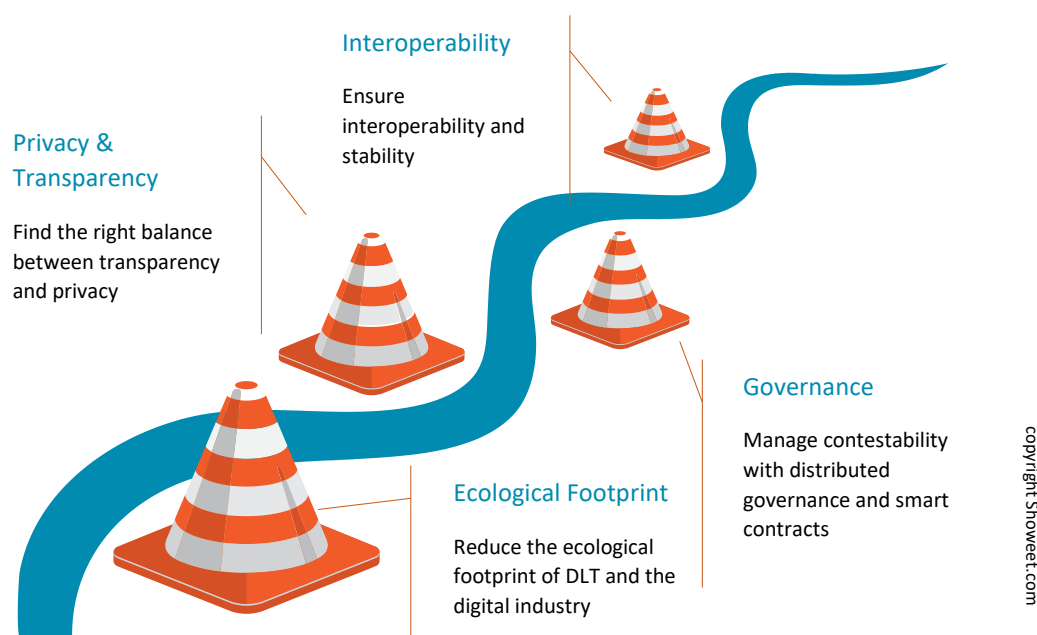 Interoperability
Ensure
interoperability and
stability
Privacy &
Transparency
Find the right balance
between transparency
and privacy
Governance
Manage contestability
with distributed
governance and smart
contracts
Ecological Footprint
Reduce the ecological
footprint of DLT and the
digital industry
copyright Showeet.com